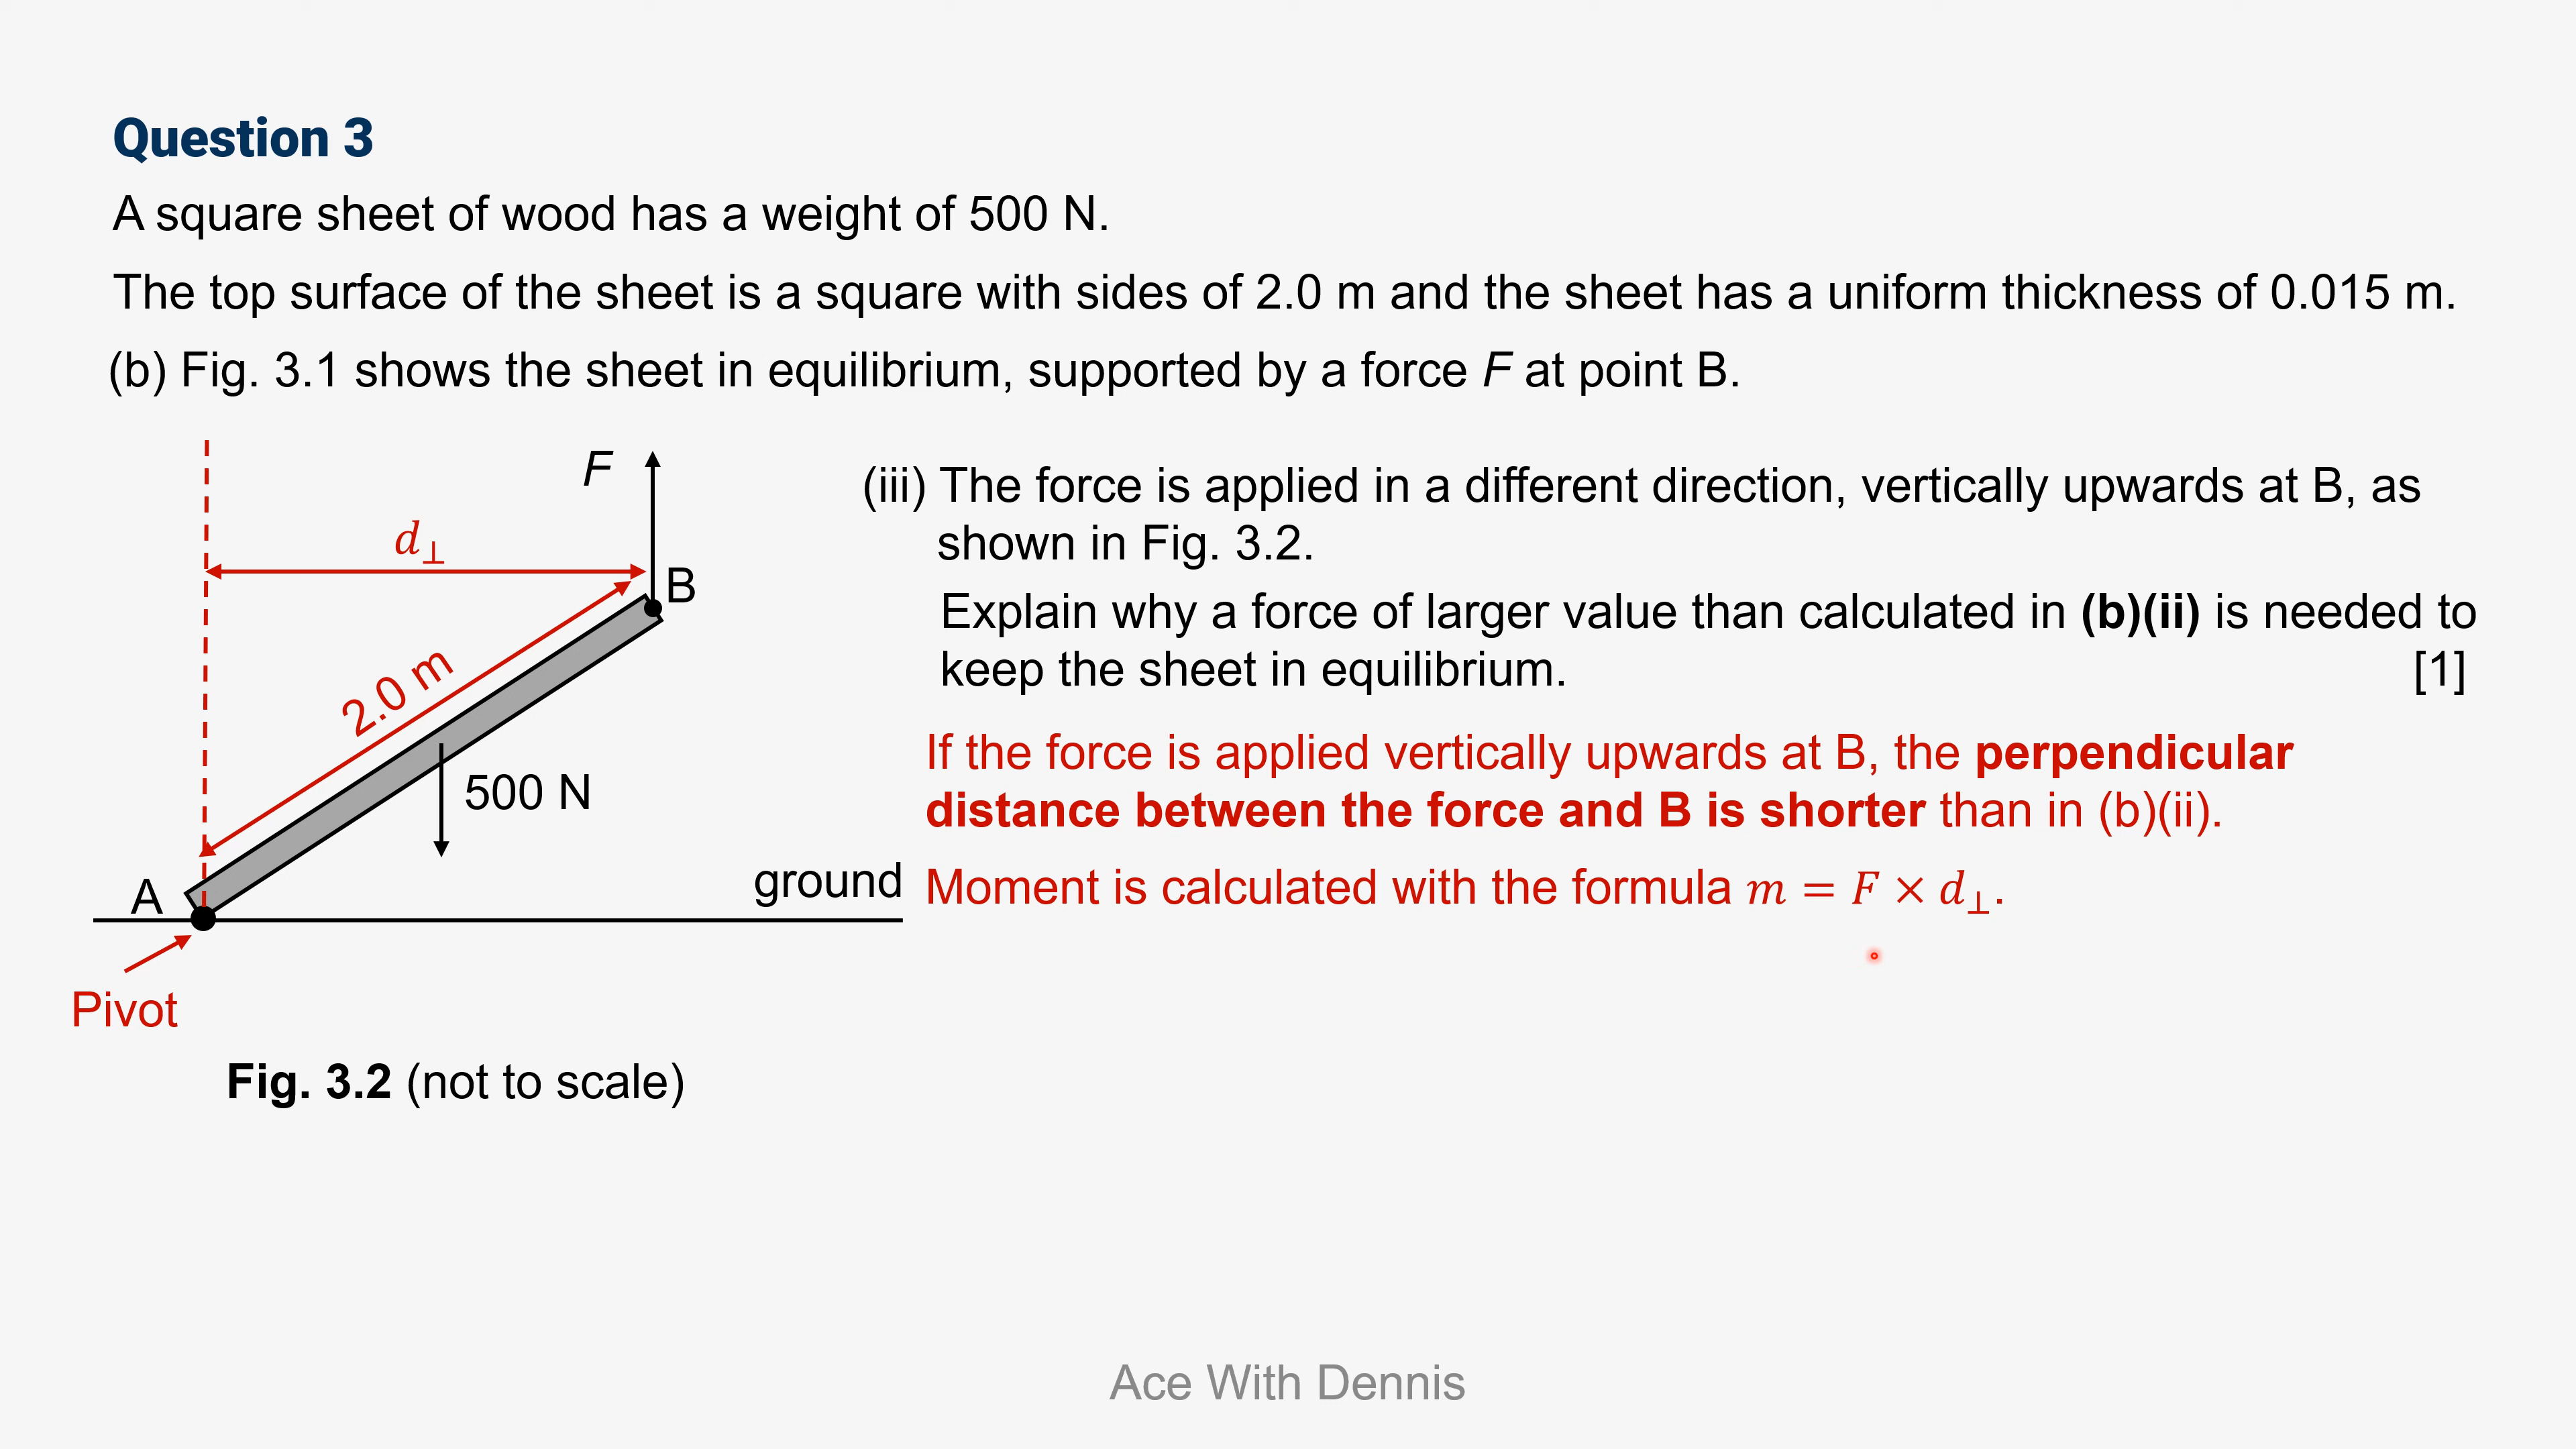 Question 3
A square sheet of wood has a weight of 500 N.
The top surface of the sheet is a square with sides of 2.0 m and the sheet has a uniform thickness of 0.015 m.
(b) Fig. 3.1 shows the sheet in equilibrium, supported by a force F at point B.
F
d⊥
B
2.0 m
500 N
A
ground
Pivot
Fig. 3.2 (not to scale)
(iii) The force is applied in a different direction, vertically upwards at B, as
shown in Fig. 3.2.
Explain why a force of larger value than calculated in (b)(ii) is needed to
keep the sheet in equilibrium. [1]
If the force is applied vertically upwards at B, the perpendicular
distance between the force and B is shorter than in (b)(ii).
Moment is calculated with the formula m = F × d⊥.
Ace With Dennis